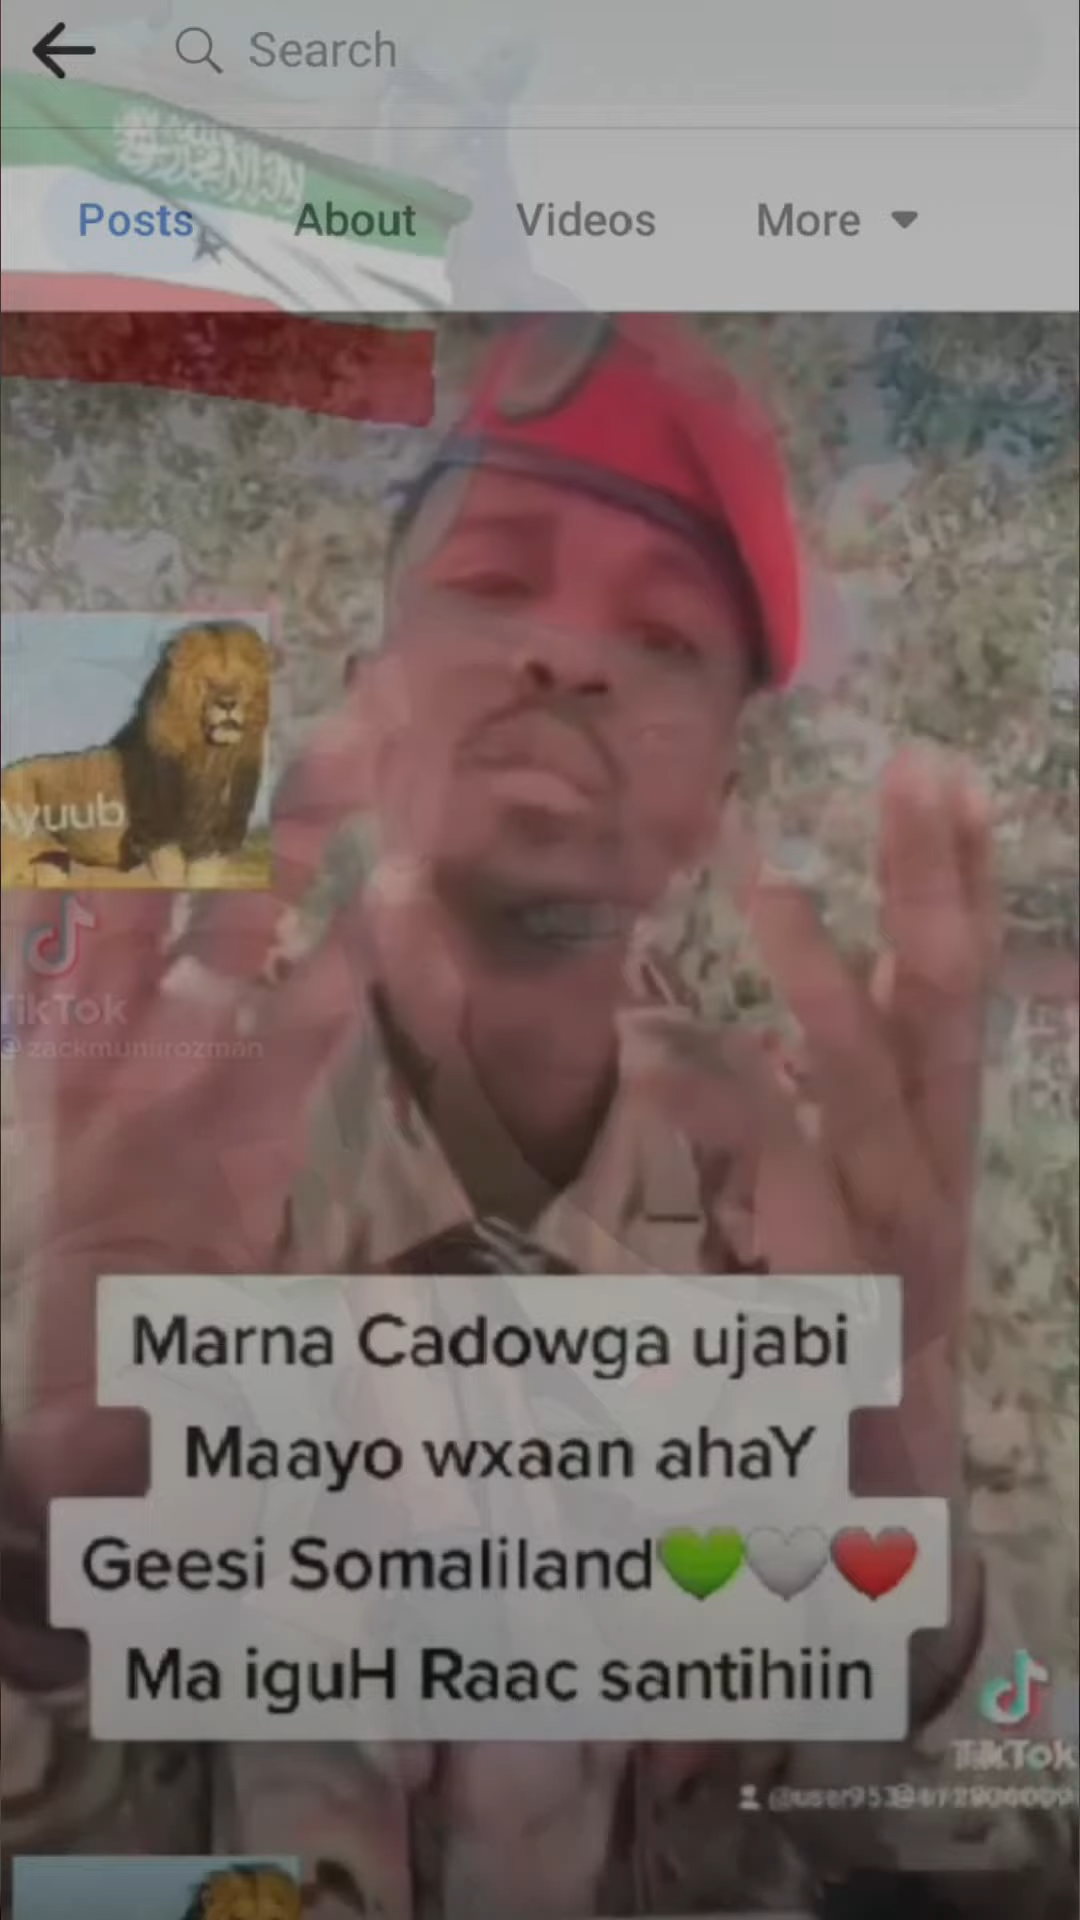 Search
Posts
About
Videos
More
Ayuub
TikTok
@zackmuniirozman
Marna Cadowga ujabi
Maayo wxaan ahaY
Geesi Somaliland💚🤍❤️
Ma iguH Raac santihiin
TikTok